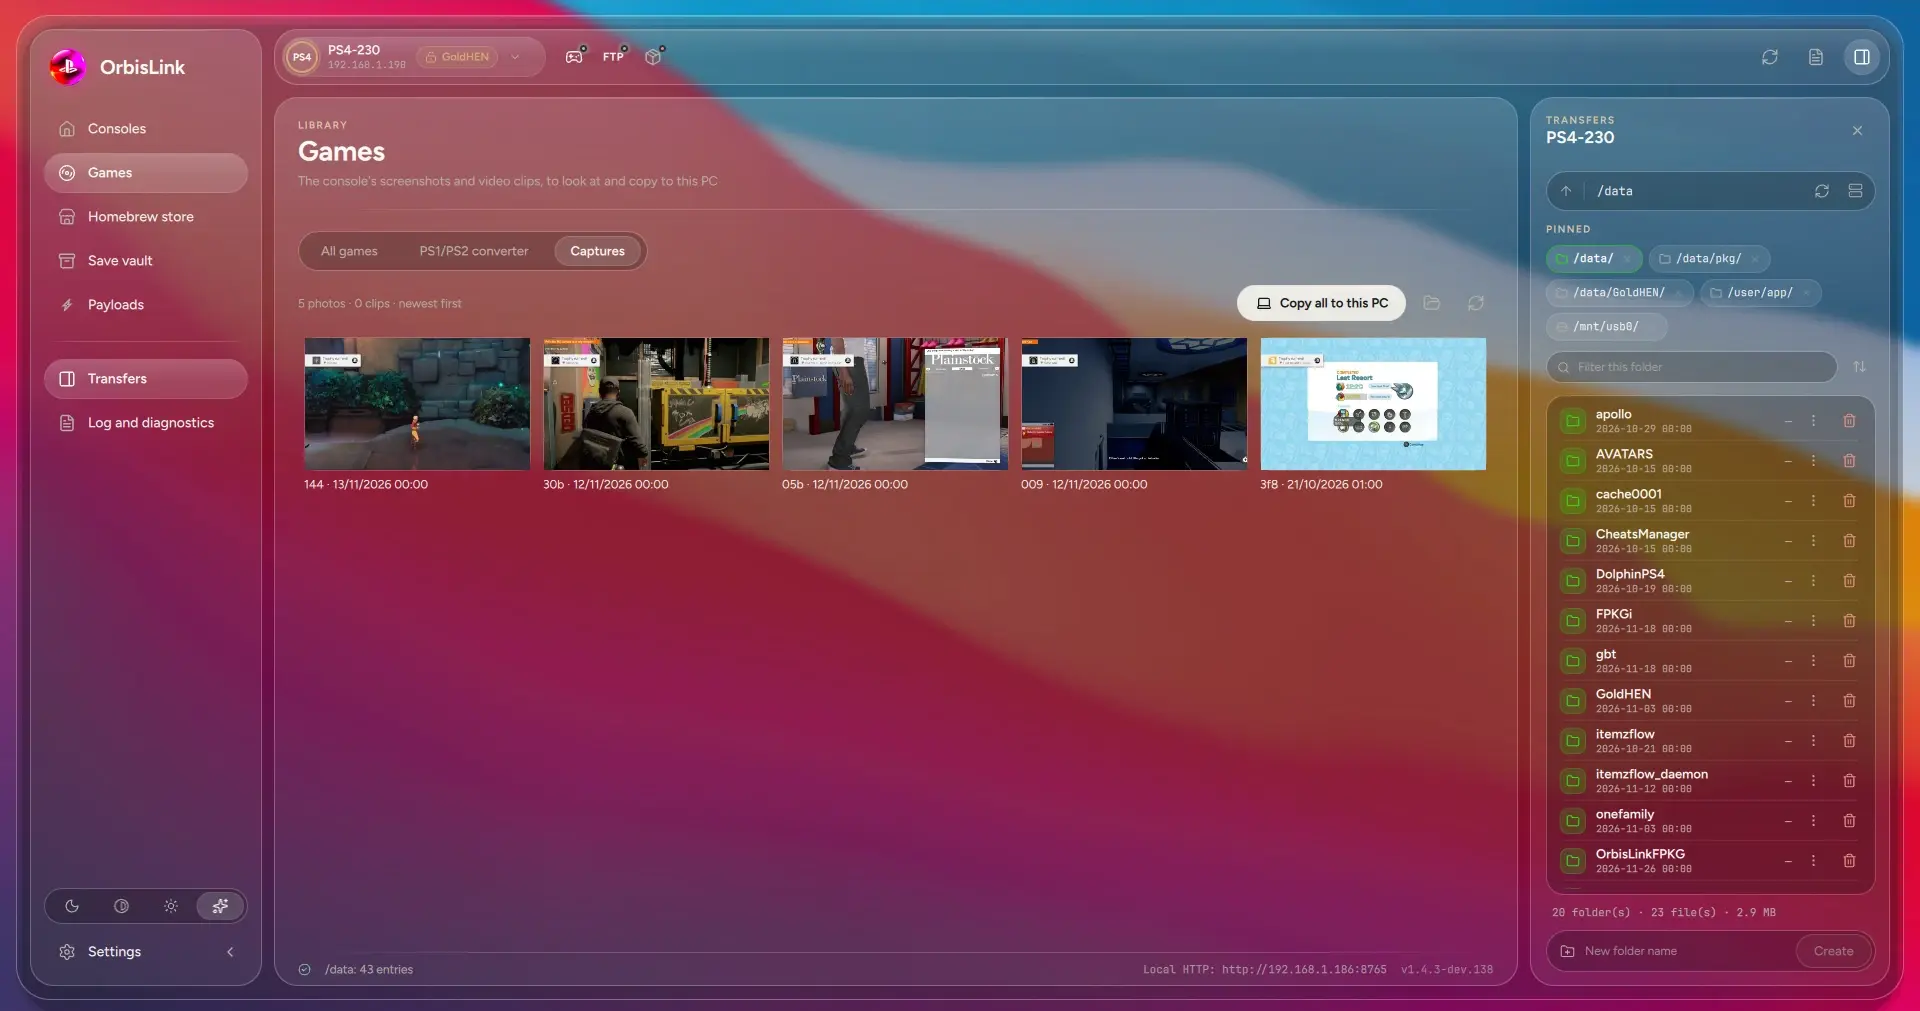 OrbisLink
Consoles
Games
Homebrew store
Save vault
Payloads
Transfers
Log and diagnostics
Settings
PS4
PS4-230
192.168.1.198
GoldHEN
FTP
LIBRARY
Games
The console's screenshots and video clips, to look at and copy to this PC
All games
PS1/PS2 converter
Captures
5 photos · 0 clips · newest first
Copy all to this PC
Plainstock
Plainstock
Last Resort
144 · 13/11/2026 00:00
30b · 12/11/2026 00:00
05b · 12/11/2026 00:00
009 · 12/11/2026 00:00
3f8 · 21/10/2026 01:00
/data: 43 entries
Local HTTP: http://192.168.1.186:8765
v1.4.3-dev.138
TRANSFERS
PS4-230
/data
PINNED
/data/
/data/pkg/
/data/GoldHEN/
/user/app/
/mnt/usb0/
Filter this folder
apollo
2026-10-29 00:00
AVATARS
2026-10-15 00:00
cache0001
2026-10-15 00:00
CheatsManager
2026-10-15 00:00
DolphinPS4
2026-10-19 00:00
FPKGi
2026-11-18 00:00
gbt
2026-11-18 00:00
GoldHEN
2026-11-03 00:00
itemzflow
2026-10-21 00:00
itemzflow_daemon
2026-11-12 00:00
onefamily
2026-11-03 00:00
OrbisLinkFPKG
2026-11-26 00:00
20 folder(s) · 23 file(s) · 2.9 MB
New folder name
Create